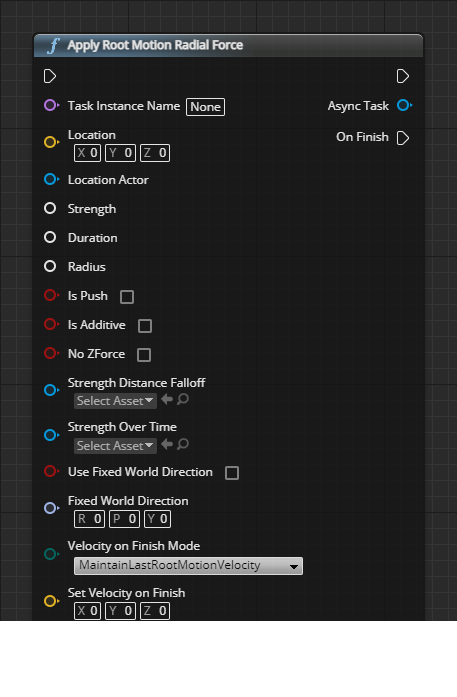 f Apply Root Motion Radial Force
Task Instance Name None Async Task
Location On Finish
X 0 Y 0 Z 0
Location Actor
Strength
Duration
Radius
Is Push
Is Additive
No ZForce
Strength Distance Falloff
Select Asset
Strength Over Time
Select Asset
Use Fixed World Direction
Fixed World Direction
R 0 P 0 Y 0
Velocity on Finish Mode
MaintainLastRootMotionVelocity
Set Velocity on Finish
X 0 Y 0 Z 0